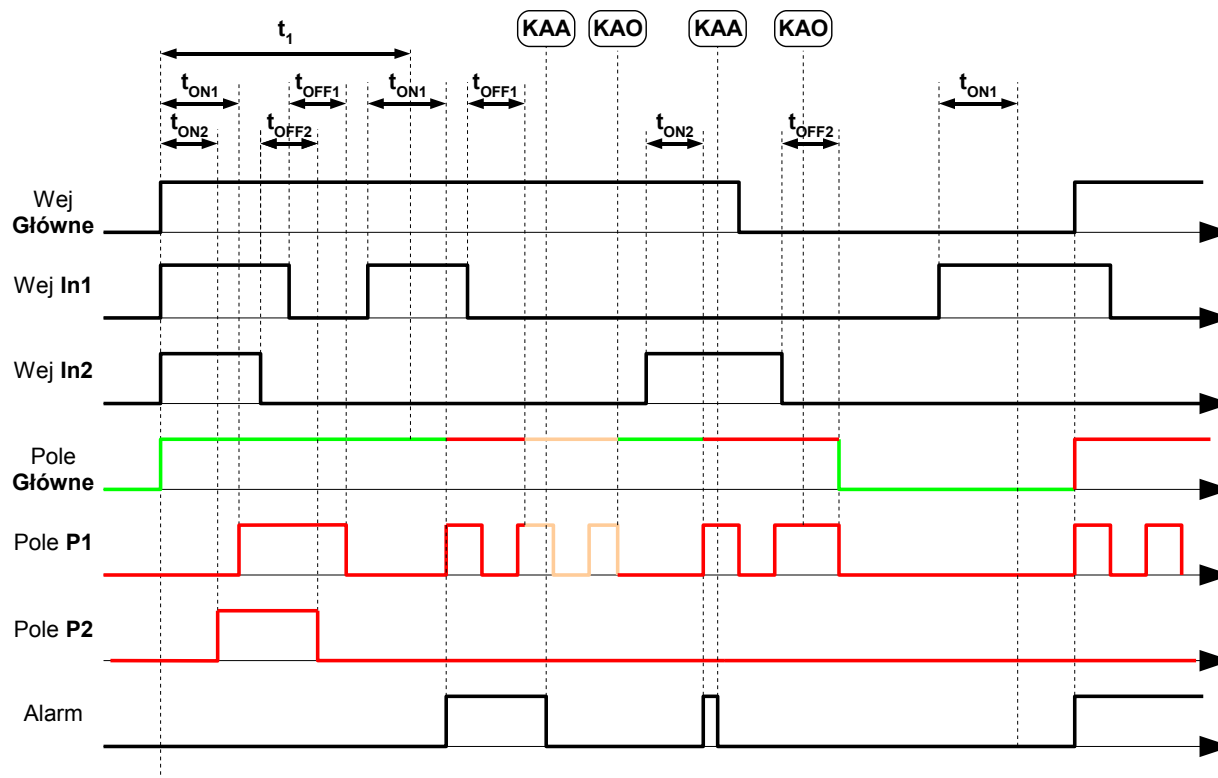 KAA KAO KAA KAO
t1
tON1 tOFF1 tON1 tOFF1 tON1
tON2 tOFF2 tON2 tOFF2
Wej
Główne
Wej In1
Wej In2
Pole
Główne
Pole P1
Pole P2
Alarm